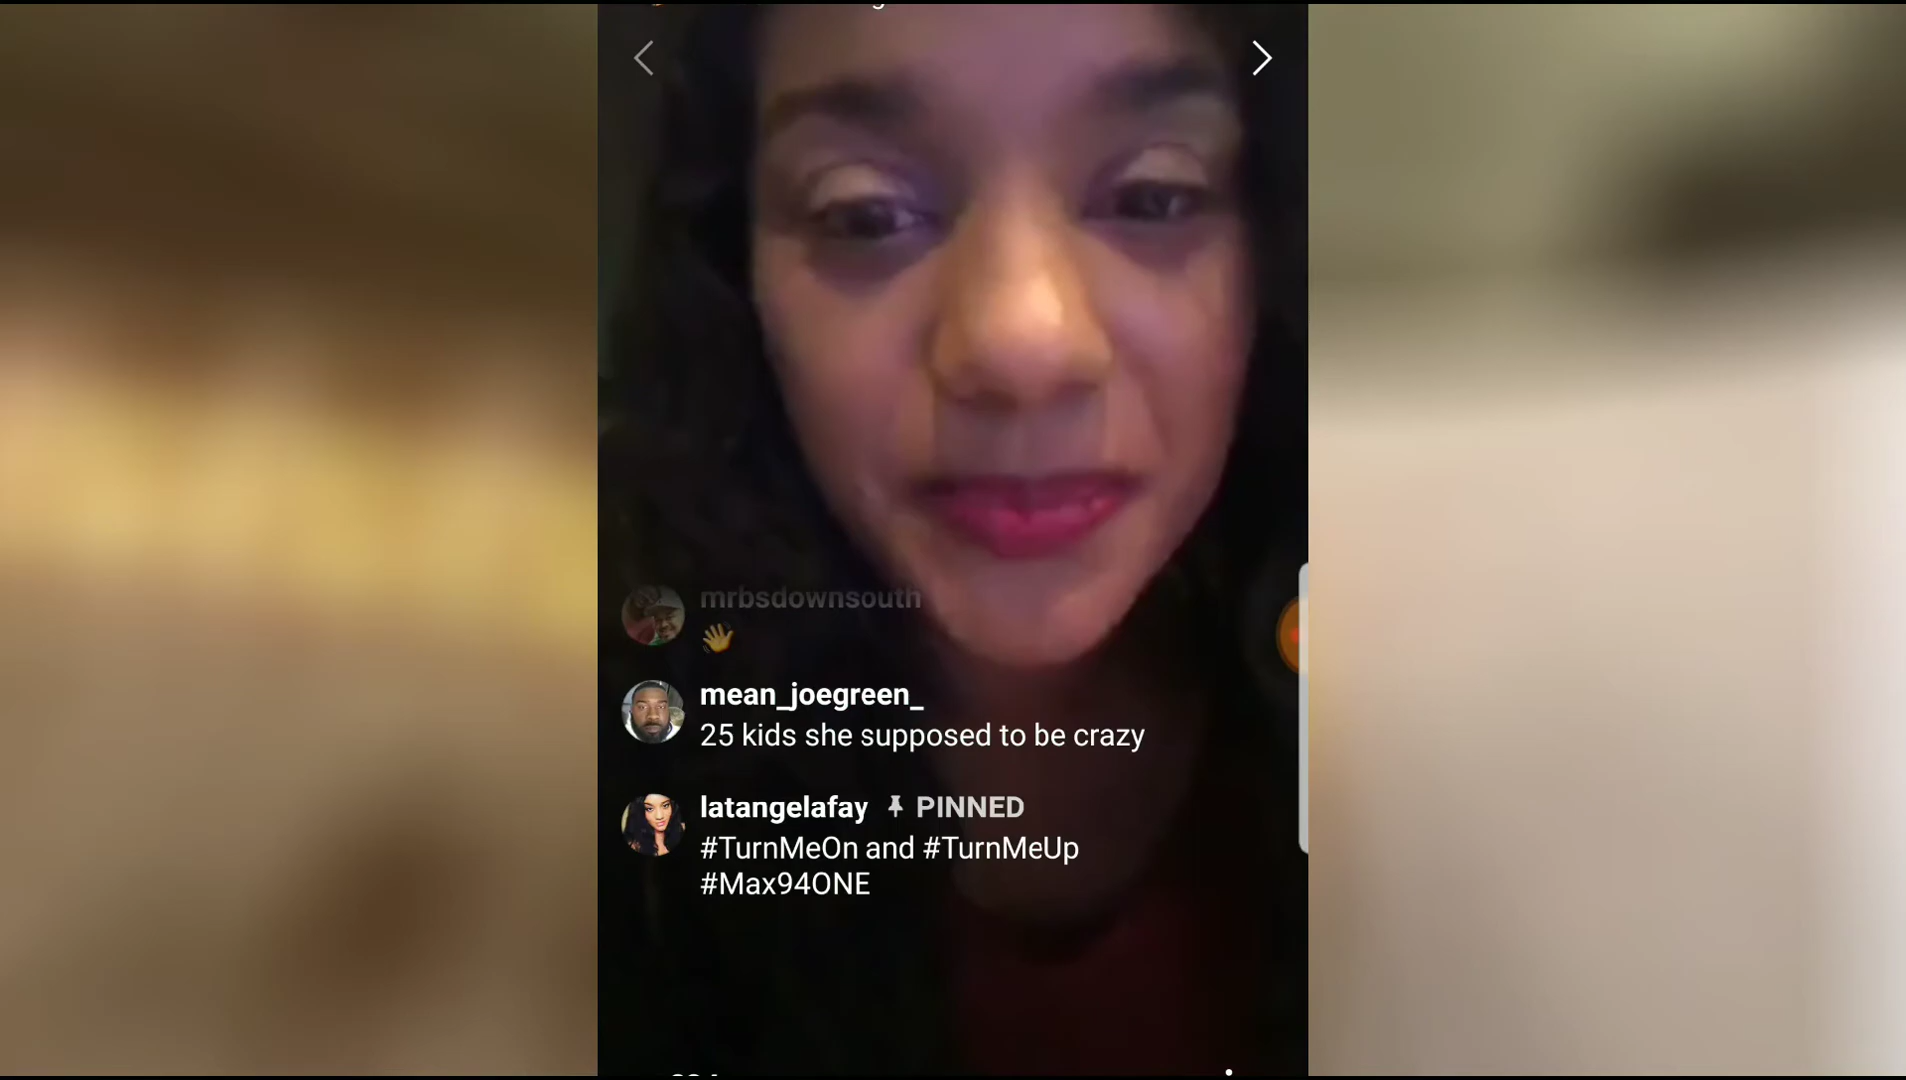 mrbsdownsouth
👋
mean_joegreen_
25 kids she supposed to be crazy
latangelafay PINNED
#TurnMeOn and #TurnMeUp
#Max94ONE